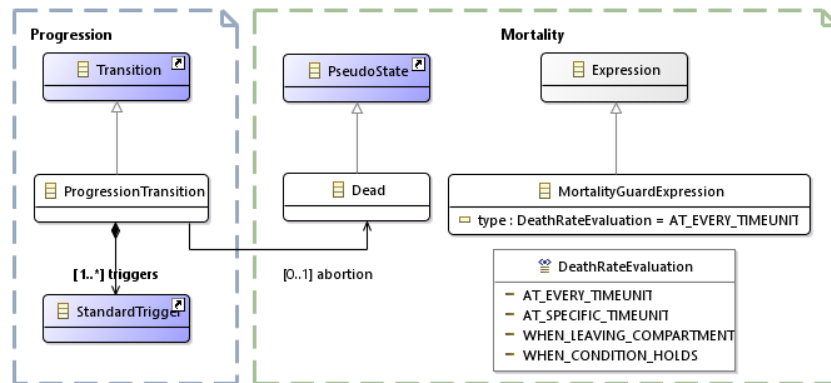 Progression
Transition
ProgressionTransition
[1..*] triggers
StandardTrigger
Mortality
PseudoState
Expression
Dead
MortalityGuardExpression
type : DeathRateEvaluation = AT_EVERY_TIMEUNIT
[0..1] abortion
DeathRateEvaluation
AT_EVERY_TIMEUNIT
AT_SPECIFIC_TIMEUNIT
WHEN_LEAVING_COMPARTMENT
WHEN_CONDITION_HOLDS